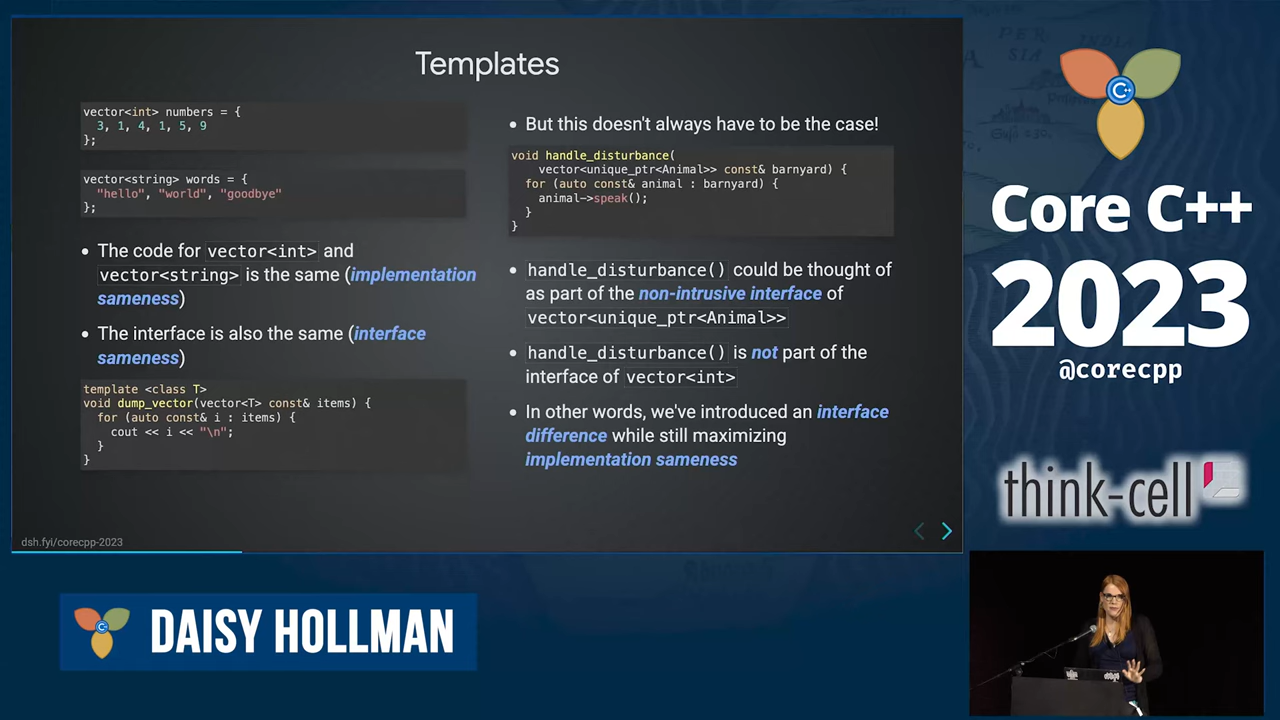 Templates
vector<int> numbers = {
3, 1, 4, 1, 5, 9
};
vector<string> words = {
"hello", "world", "goodbye"
};
• The code for vector<int> and
vector<string> is the same (implementation
sameness)
• The interface is also the same (interface
sameness)
template <class T>
void dump_vector(vector<T> const& items) {
for (auto const& i : items) {
cout << i << "\n";
}
}
• But this doesn't always have to be the case!
void handle_disturbance(
vector<unique_ptr<Animal>> const& barnyard) {
for (auto const& animal : barnyard) {
animal->speak();
}
}
• handle_disturbance() could be thought of
as part of the non-intrusive interface of
vector<unique_ptr<Animal>>
• handle_disturbance() is not part of the
interface of vector<int>
• In other words, we've introduced an interface
difference while still maximizing
implementation sameness
dsh.fyi/corecpp-2023
C++
Core C++
2023
@corecpp
think-cell
C++
DAISY HOLLMAN